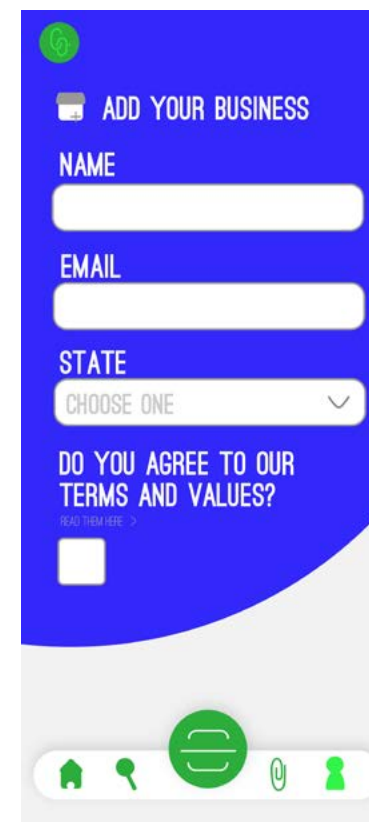 ADD YOUR BUSINESS
NAME
EMAIL
STATE
CHOOSE ONE
DO YOU AGREE TO OUR
TERMS AND VALUES?
READ THEM HERE >